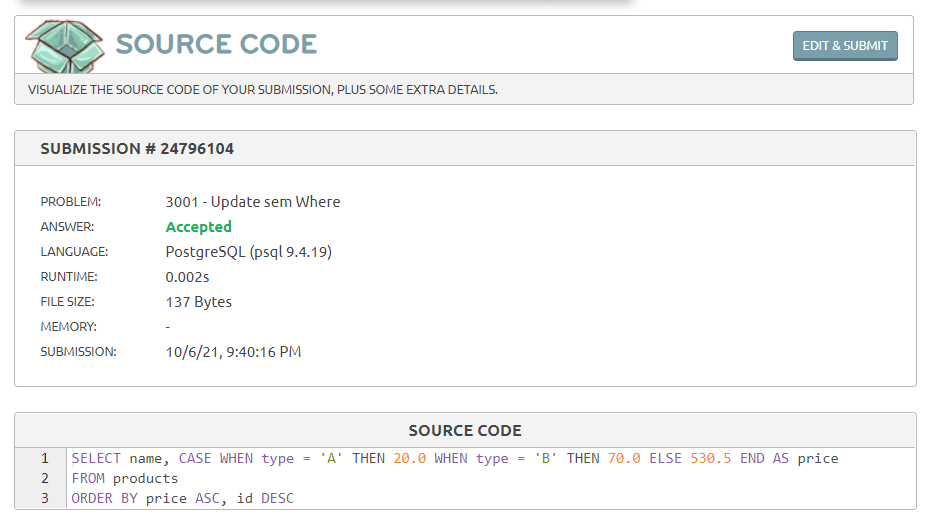 SOURCE CODE
EDIT & SUBMIT
VISUALIZE THE SOURCE CODE OF YOUR SUBMISSION, PLUS SOME EXTRA DETAILS.
SUBMISSION # 24796104
PROBLEM: 3001 - Update sem Where
ANSWER: Accepted
LANGUAGE: PostgreSQL (psql 9.4.19)
RUNTIME: 0.002s
FILE SIZE: 137 Bytes
MEMORY: -
SUBMISSION: 10/6/21, 9:40:16 PM
SOURCE CODE
1 SELECT name, CASE WHEN type = 'A' THEN 20.0 WHEN type = 'B' THEN 70.0 ELSE 530.5 END AS price
2 FROM products
3 ORDER BY price ASC, id DESC